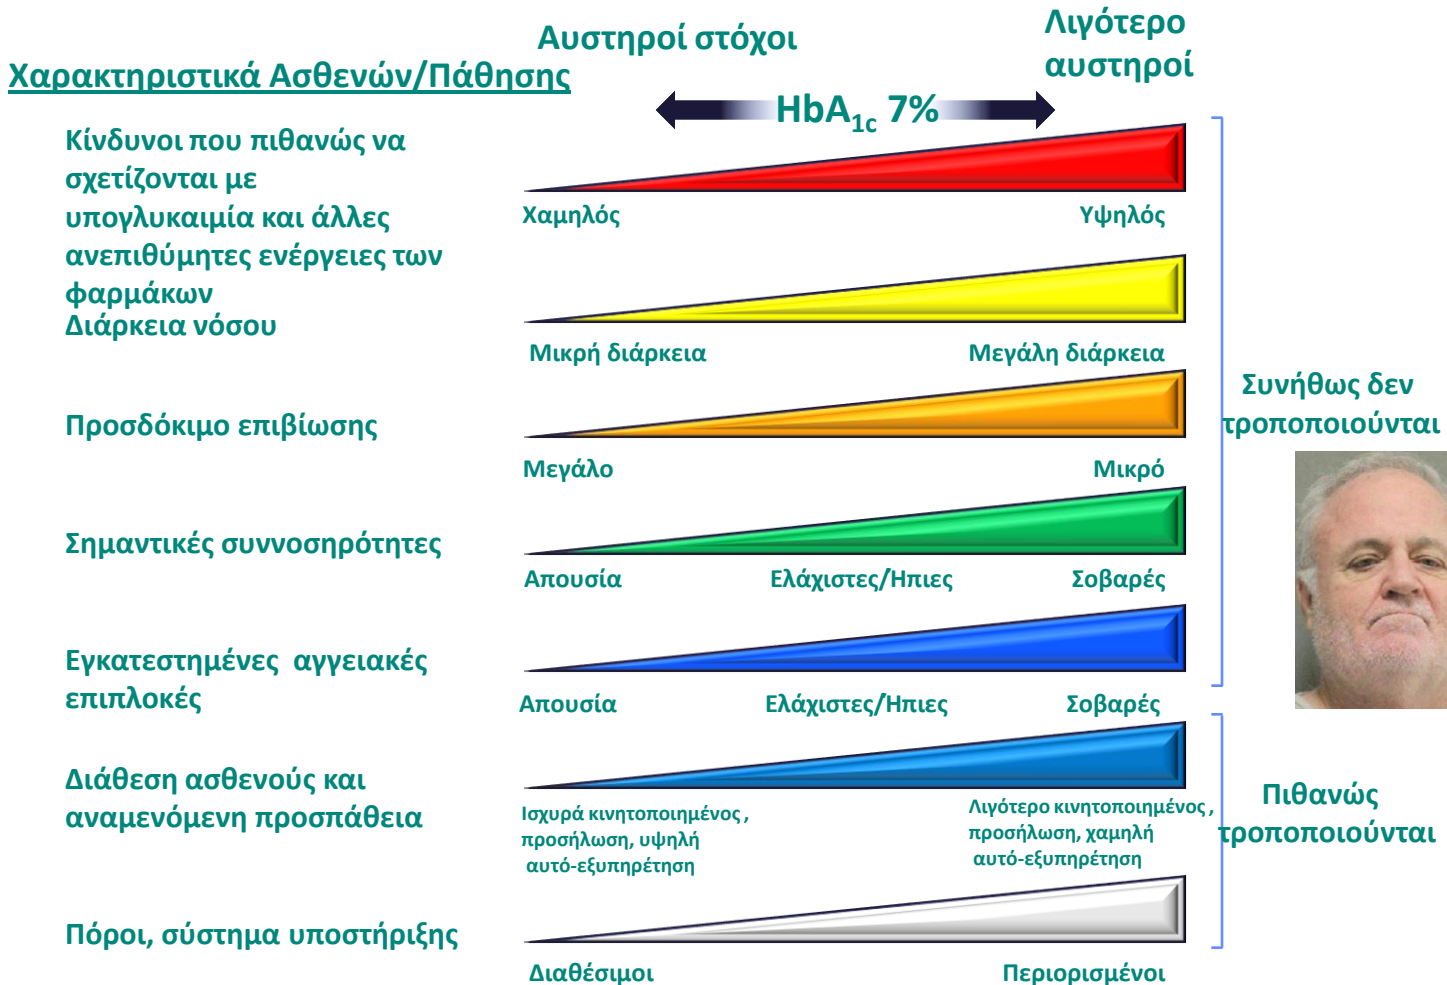 Αυστηροί στόχοι
Λιγότερο
αυστηροί
Χαρακτηριστικά Ασθενών/Πάθησης
HbA1c 7%
Κίνδυνοι που πιθανώς να
σχετίζονται με
υπογλυκαιμία και άλλες
ανεπιθύμητες ενέργειες των
φαρμάκων
Χαμηλός
Υψηλός
Διάρκεια νόσου
Μικρή διάρκεια
Μεγάλη διάρκεια
Συνήθως δεν
τροποποιούνται
Προσδόκιμο επιβίωσης
Μεγάλο
Μικρό
Σημαντικές συννοσηρότητες
Απουσία
Ελάχιστες/Ηπιες
Σοβαρές
Εγκατεστημένες αγγειακές
επιπλοκές
Απουσία
Ελάχιστες/Ηπιες
Σοβαρές
Διάθεση ασθενούς και
αναμενόμενη προσπάθεια
Ισχυρά κινητοποιημένος ,
προσήλωση, υψηλή
αυτό-εξυπηρέτηση
Λιγότερο κινητοποιημένος ,
προσήλωση, χαμηλή
αυτό-εξυπηρέτηση
Πιθανώς
τροποποιούνται
Πόροι, σύστημα υποστήριξης
Διαθέσιμοι
Περιορισμένοι